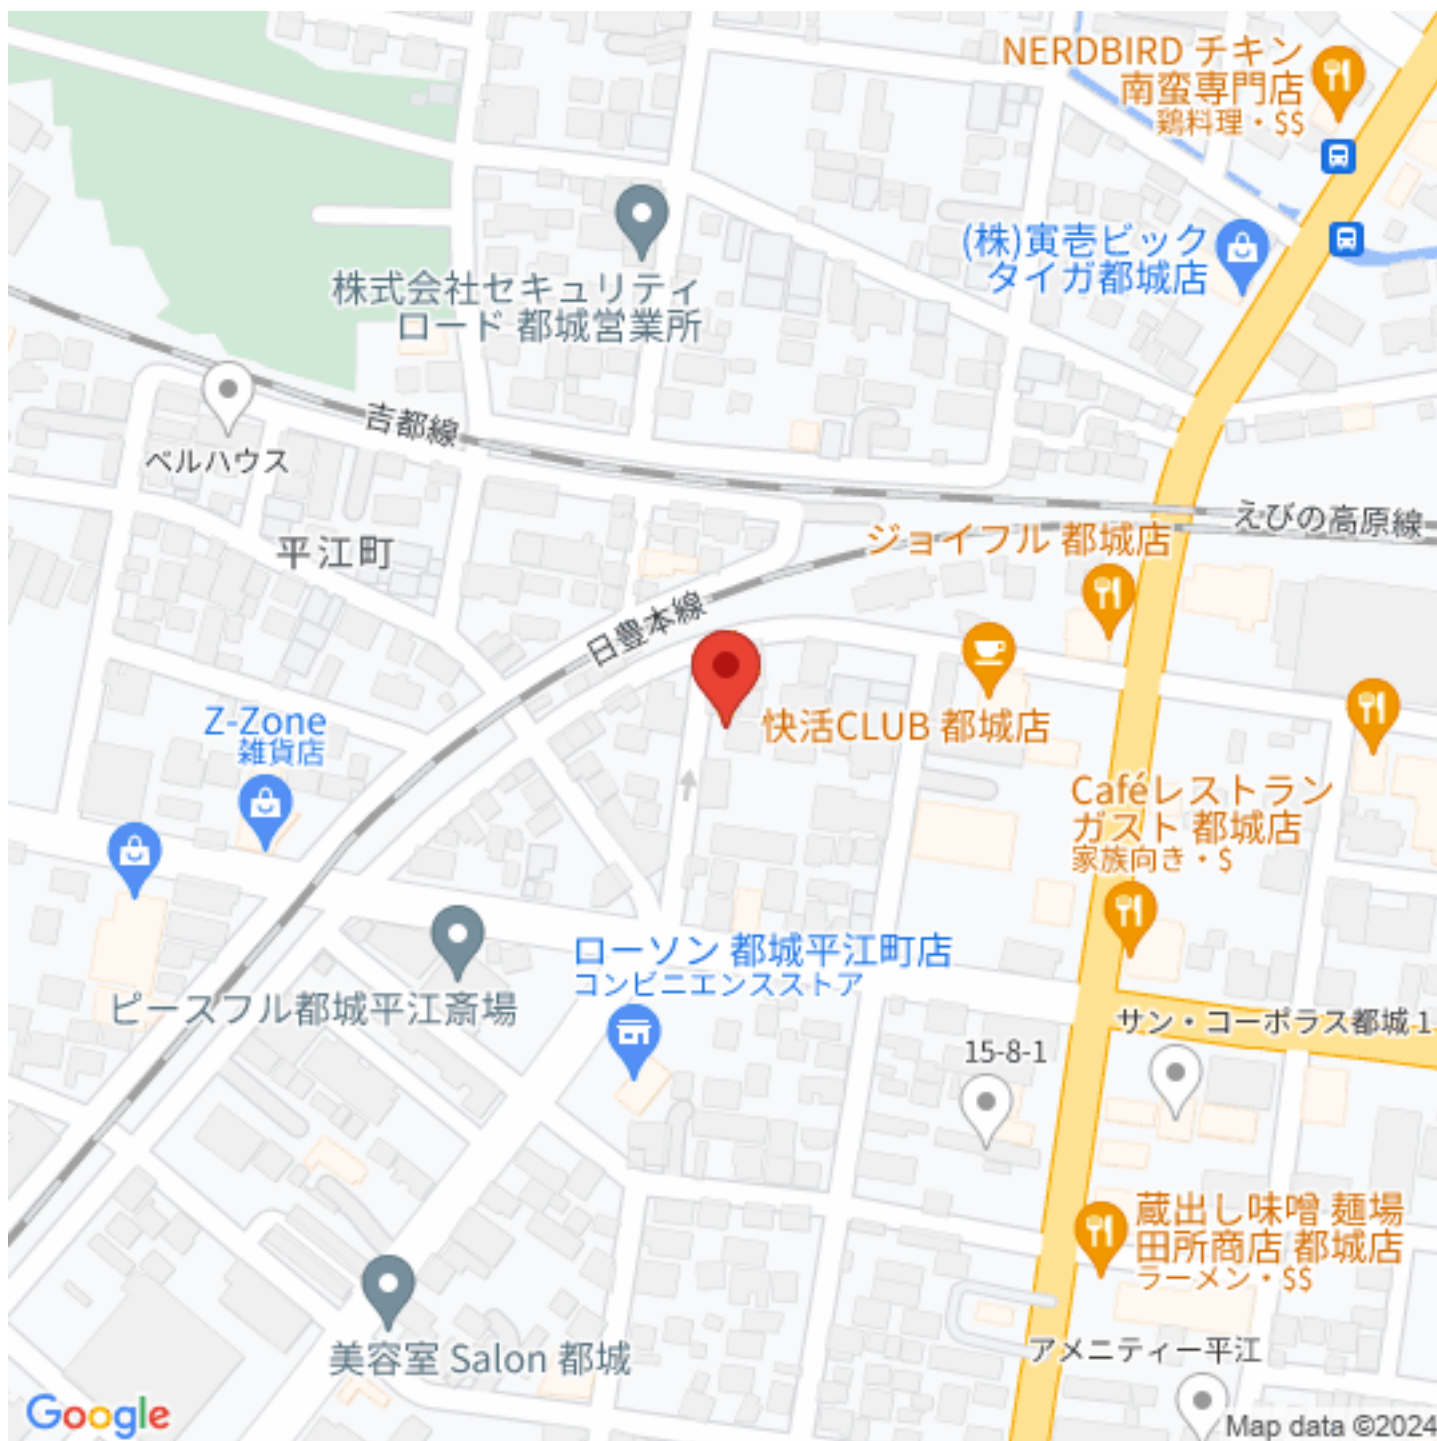 NERDBIRD チキン
南蛮専門店
鶏料理・$$
(株)寅壱ピック
タイガ都城店
株式会社セキュリティ
ロード 都城営業所
吉都線
ベルハウス
えびの高原線
ジョイフル 都城店
平江町
日豊本線
Z-Zone
雑貨店
快活CLUB 都城店
Caféレストラン
ガスト 都城店
家族向き・$
ローソン 都城平江町店
コンビニエンスストア
ピースフル都城平江斎場
サン・コーポラス都城 1
15-8-1
蔵出し味噌 麺場
田所商店 都城店
ラーメン・$$
美容室 Salon 都城
アメニティー平江
Google
Map data ©2024